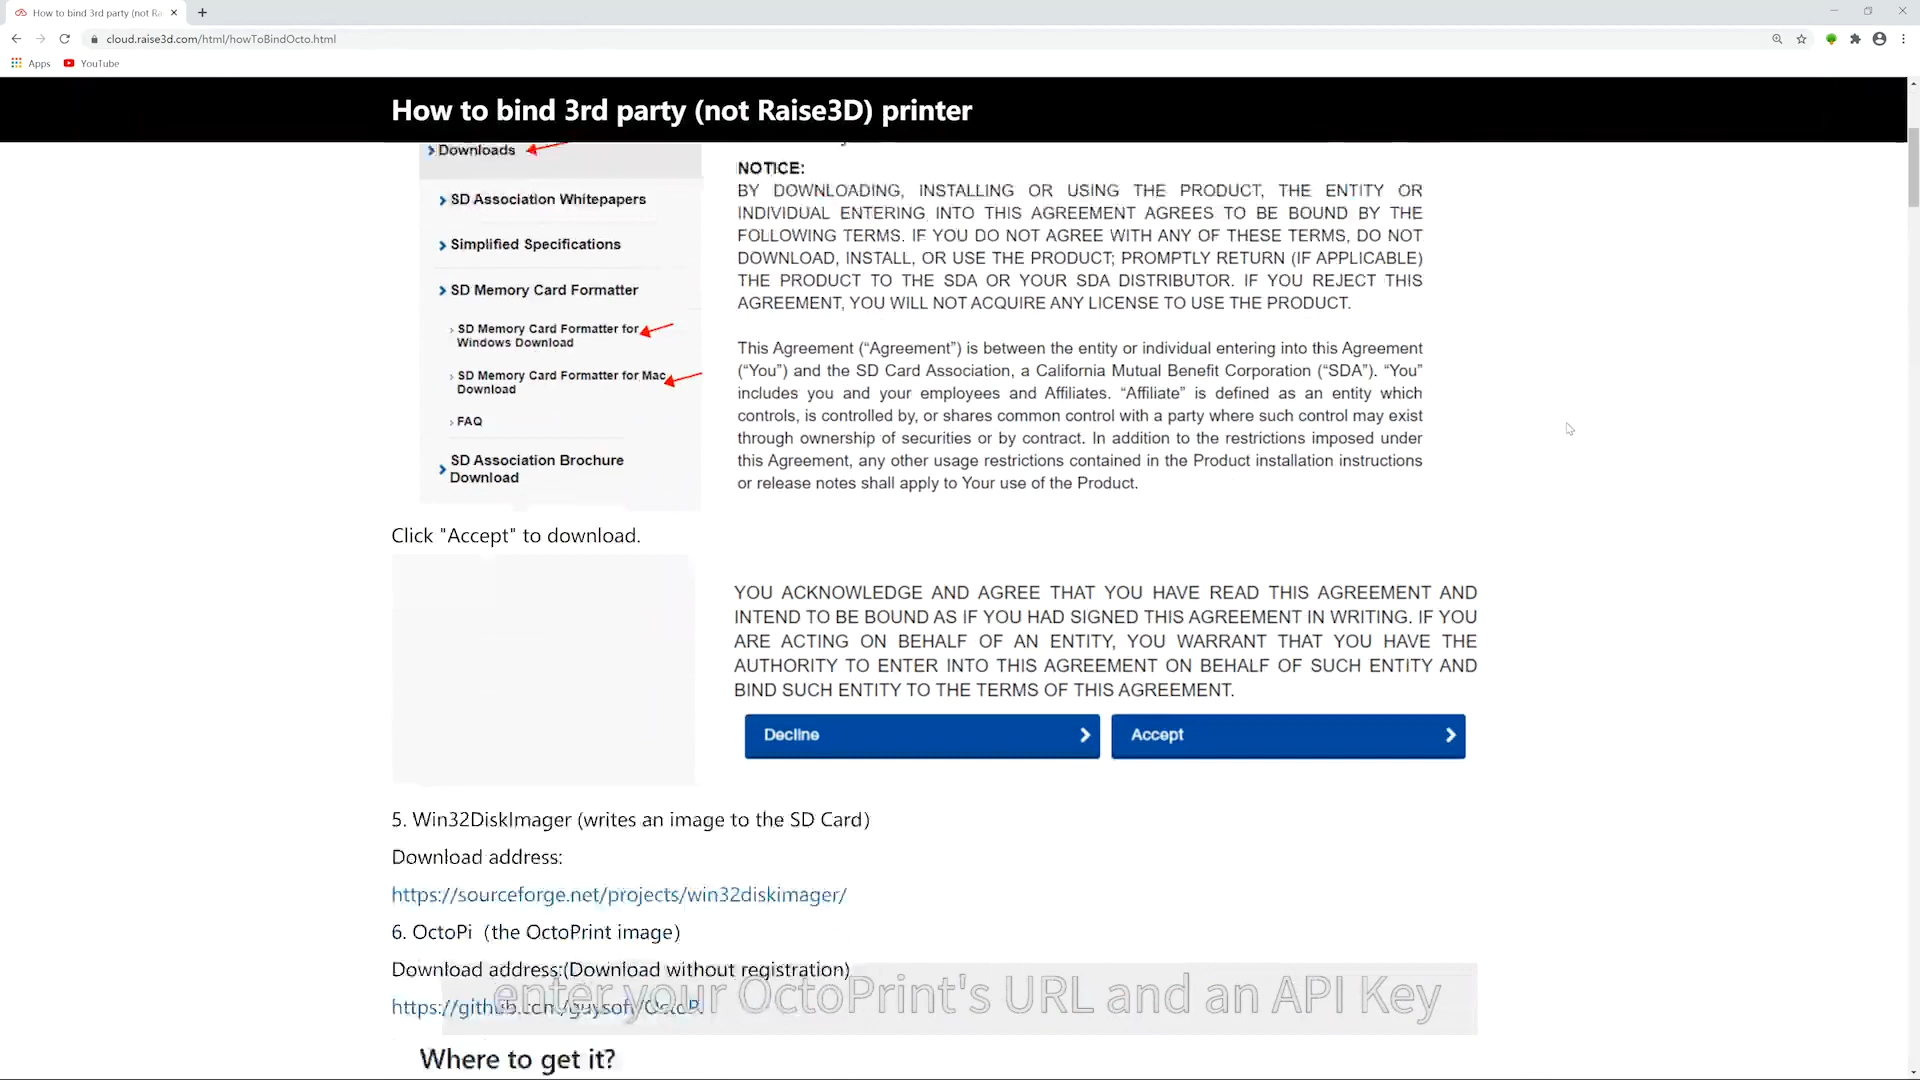 How to bind 3rd party (not Rai
cloud.raise3d.com/html/howToBindOcto.html
Apps
YouTube
How to bind 3rd party (not Raise3D) printer
Downloads
SD Association Whitepapers
Simplified Specifications
SD Memory Card Formatter
SD Memory Card Formatter for
Windows Download
SD Memory Card Formatter for Mac
Download
FAQ
SD Association Brochure
Download
NOTICE:
BY DOWNLOADING, INSTALLING OR USING THE PRODUCT, THE ENTITY OR
INDIVIDUAL ENTERING INTO THIS AGREEMENT AGREES TO BE BOUND BY THE
FOLLOWING TERMS. IF YOU DO NOT AGREE WITH ANY OF THESE TERMS, DO NOT
DOWNLOAD, INSTALL, OR USE THE PRODUCT; PROMPTLY RETURN (IF APPLICABLE)
THE PRODUCT TO THE SDA OR YOUR SDA DISTRIBUTOR. IF YOU REJECT THIS
AGREEMENT, YOU WILL NOT ACQUIRE ANY LICENSE TO USE THE PRODUCT.
This Agreement (“Agreement”) is between the entity or individual entering into this Agreement
(“You”) and the SD Card Association, a California Mutual Benefit Corporation (“SDA”). “You”
includes you and your employees and Affiliates. “Affiliate” is defined as an entity which
controls, is controlled by, or shares common control with a party where such control may exist
through ownership of securities or by contract. In addition to the restrictions imposed under
this Agreement, any other usage restrictions contained in the Product installation instructions
or release notes shall apply to Your use of the Product.
Click "Accept" to download.
YOU ACKNOWLEDGE AND AGREE THAT YOU HAVE READ THIS AGREEMENT AND
INTEND TO BE BOUND AS IF YOU HAD SIGNED THIS AGREEMENT IN WRITING. IF YOU
ARE ACTING ON BEHALF OF AN ENTITY, YOU WARRANT THAT YOU HAVE THE
AUTHORITY TO ENTER INTO THIS AGREEMENT ON BEHALF OF SUCH ENTITY AND
BIND SUCH ENTITY TO THE TERMS OF THIS AGREEMENT.
Decline
Accept
5. Win32DiskImager (writes an image to the SD Card)
Download address:
https://sourceforge.net/projects/win32diskimager/
6. OctoPi（the OctoPrint image)
Download address:(Download without registration)
enter your OctoPrint's URL and an API Key
Where to get it?